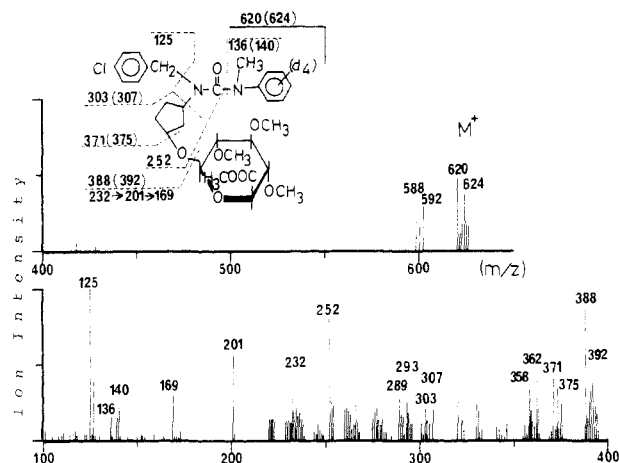 620 (624)
125
136 (140)
Cl
CH2
O
CH3
N
C
N
(d4)
303 (307)
OCH3
371 (375)
OCH3
O
252
H3COOC
OCH3
388 (392)
232→201→169
O
M+
620
624
588
592
400
500
600
(m/z)
Ion Intensity
125
388
252
201
232
392
362
371
358
375
293
307
289
303
169
140
136
100
200
300
400